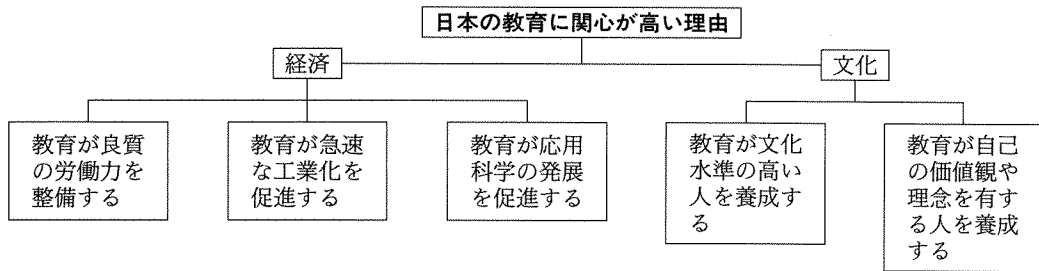 日本の教育に関心が高い理由
経済
文化
教育が良質
の労働力を
整備する
教育が急速
な工業化を
促進する
教育が応用
科学の発展
を促進する
教育が文化
水準の高い
人を養成す
る
教育が自己
の価値観や
理念を有す
る人を養成
する